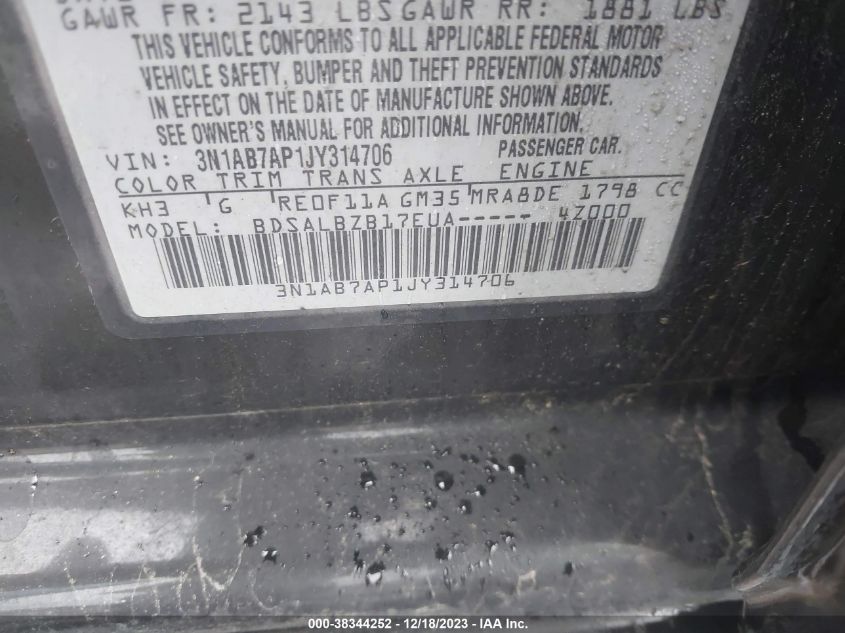 GAWR FR: 2143 LBS GAWR RR: 1881 LBS
THIS VEHICLE CONFORMS TO ALL APPLICABLE FEDERAL MOTOR
VEHICLE SAFETY, BUMPER AND THEFT PREVENTION STANDARDS
IN EFFECT ON THE DATE OF MANUFACTURE SHOWN ABOVE.
SEE OWNER'S MANUAL FOR ADDITIONAL INFORMATION
VIN: 3N1AB7AP1JY314706 PASSENGER CAR.
COLOR TRIM TRANS AXLE ENGINE
KH3 G RE0F11A GM35 MRA8DE 1798 CC
MODEL: BDSALBZB17EUA----- 4Z000
3N1AB7AP1JY314706
000-38344252 - 12/18/2023 - IAA Inc.